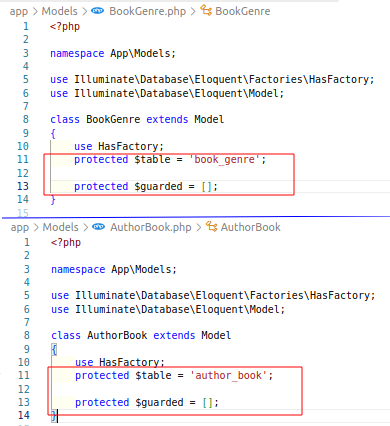 app > Models > BookGenre.php > BookGenre
1 <?php
2
3 namespace App\Models;
4
5 use Illuminate\Database\Eloquent\Factories\HasFactory;
6 use Illuminate\Database\Eloquent\Model;
7
8 class BookGenre extends Model
9 {
10 use HasFactory;
11 protected $table = 'book_genre';
12
13 protected $guarded = [];
14 }
15
app > Models > AuthorBook.php > AuthorBook
1 <?php
2
3 namespace App\Models;
4
5 use Illuminate\Database\Eloquent\Factories\HasFactory;
6 use Illuminate\Database\Eloquent\Model;
7
8 class AuthorBook extends Model
9 {
10 use HasFactory;
11 protected $table = 'author_book';
12
13 protected $guarded = [];
14 }